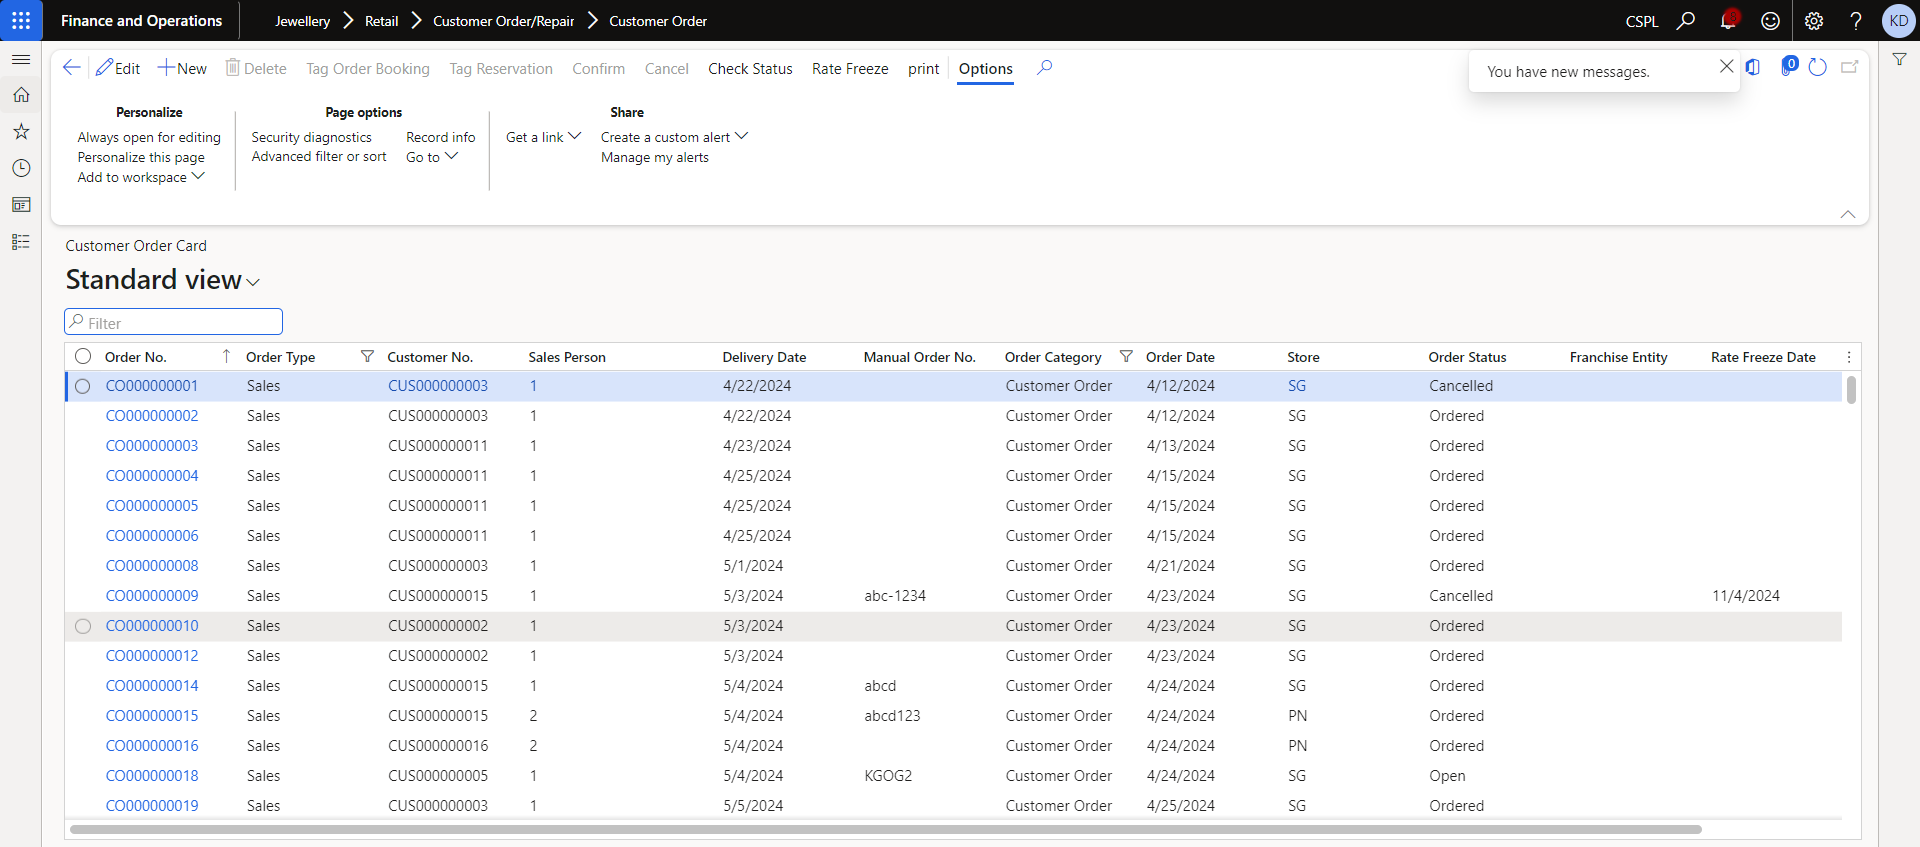 Finance and Operations
Jewellery > Retail > Customer Order/Repair > Customer Order
CSPL
KD
Edit New Delete Tag Order Booking Tag Reservation Confirm Cancel Check Status Rate Freeze print Options
You have new messages.
0
Personalize
Always open for editing
Personalize this page
Add to workspace
Page options
Security diagnostics
Advanced filter or sort
Record info
Go to
Get a link
Share
Create a custom alert
Manage my alerts
Customer Order Card
Standard view
Filter
Order No. Order Type Customer No. Sales Person Delivery Date Manual Order No. Order Category Order Date Store Order Status Franchise Entity Rate Freeze Date
CO000000001 Sales CUS000000003 1 4/22/2024 Customer Order 4/12/2024 SG Cancelled
CO000000002 Sales CUS000000003 1 4/22/2024 Customer Order 4/12/2024 SG Ordered
CO000000003 Sales CUS000000011 1 4/23/2024 Customer Order 4/13/2024 SG Ordered
CO000000004 Sales CUS000000011 1 4/25/2024 Customer Order 4/15/2024 SG Ordered
CO000000005 Sales CUS000000011 1 4/25/2024 Customer Order 4/15/2024 SG Ordered
CO000000006 Sales CUS000000011 1 4/25/2024 Customer Order 4/15/2024 SG Ordered
CO000000008 Sales CUS000000003 1 5/1/2024 Customer Order 4/21/2024 SG Ordered
CO000000009 Sales CUS000000015 1 5/3/2024 abc-1234 Customer Order 4/23/2024 SG Cancelled 11/4/2024
CO000000010 Sales CUS000000002 1 5/3/2024 Customer Order 4/23/2024 SG Ordered
CO000000012 Sales CUS000000002 1 5/3/2024 Customer Order 4/23/2024 SG Ordered
CO000000014 Sales CUS000000015 1 5/4/2024 abcd Customer Order 4/24/2024 SG Ordered
CO000000015 Sales CUS000000015 2 5/4/2024 abcd123 Customer Order 4/24/2024 PN Ordered
CO000000016 Sales CUS000000016 2 5/4/2024 Customer Order 4/24/2024 PN Ordered
CO000000018 Sales CUS000000005 1 5/4/2024 KGOG2 Customer Order 4/24/2024 SG Open
CO000000019 Sales CUS000000003 1 5/5/2024 Customer Order 4/25/2024 SG Ordered